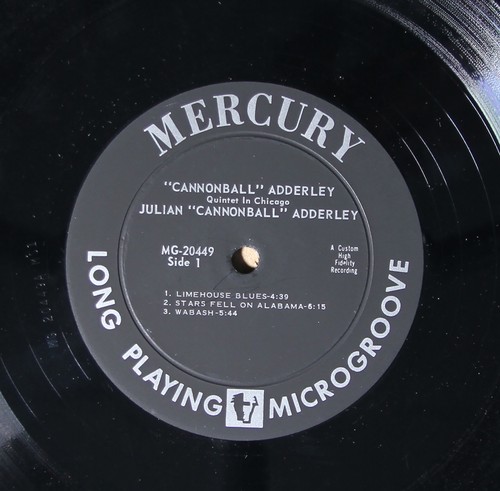 MERCURY
"CANNONBALL" ADDERLEY
Quintet In Chicago
JULIAN "CANNONBALL" ADDERLEY
MG-20449
Side 1
A Custom
High
Fidelity
Recording
1. LIMEHOUSE BLUES-4:39
2. STARS FELL ON ALABAMA-6:15
3. WABASH-5:44
LONG PLAYING MICROGROOVE